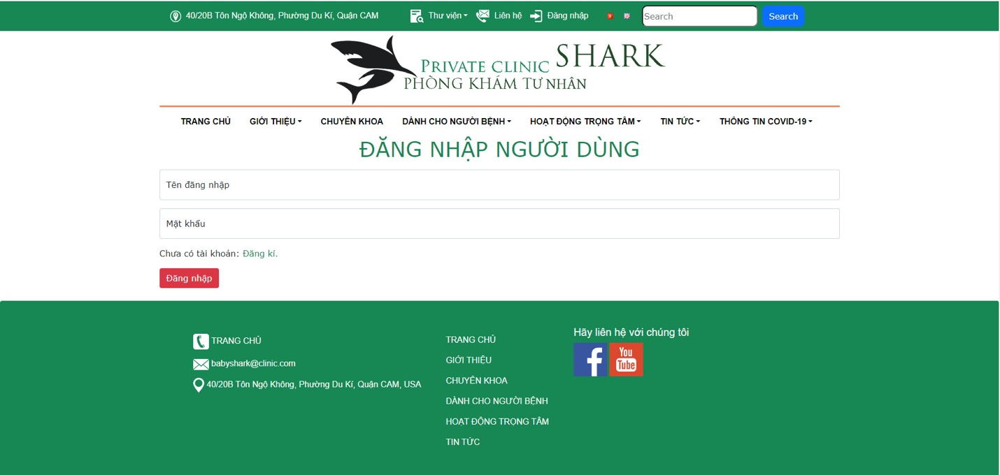 40/20B Tôn Ngộ Không, Phường Du Kí, Quận CAM
Thư viện
Liên hệ
Đăng nhập
Search
Search
PRIVATE CLINIC SHARK
PHÒNG KHÁM TƯ NHÂN
TRANG CHỦ
GIỚI THIỆU
CHUYÊN KHOA
DÀNH CHO NGƯỜI BỆNH
HOẠT ĐỘNG TRỌNG TÂM
TIN TỨC
THÔNG TIN COVID-19
ĐĂNG NHẬP NGƯỜI DÙNG
Tên đăng nhập
Mật khẩu
Chưa có tài khoản: Đăng kí.
Đăng nhập
TRANG CHỦ
babyshark@clinic.com
40/20B Tôn Ngộ Không, Phường Du Kí, Quận CAM, USA
TRANG CHỦ
GIỚI THIỆU
CHUYÊN KHOA
DÀNH CHO NGƯỜI BỆNH
HOẠT ĐỘNG TRỌNG TÂM
TIN TỨC
Hãy liên hệ với chúng tôi
You
Tube